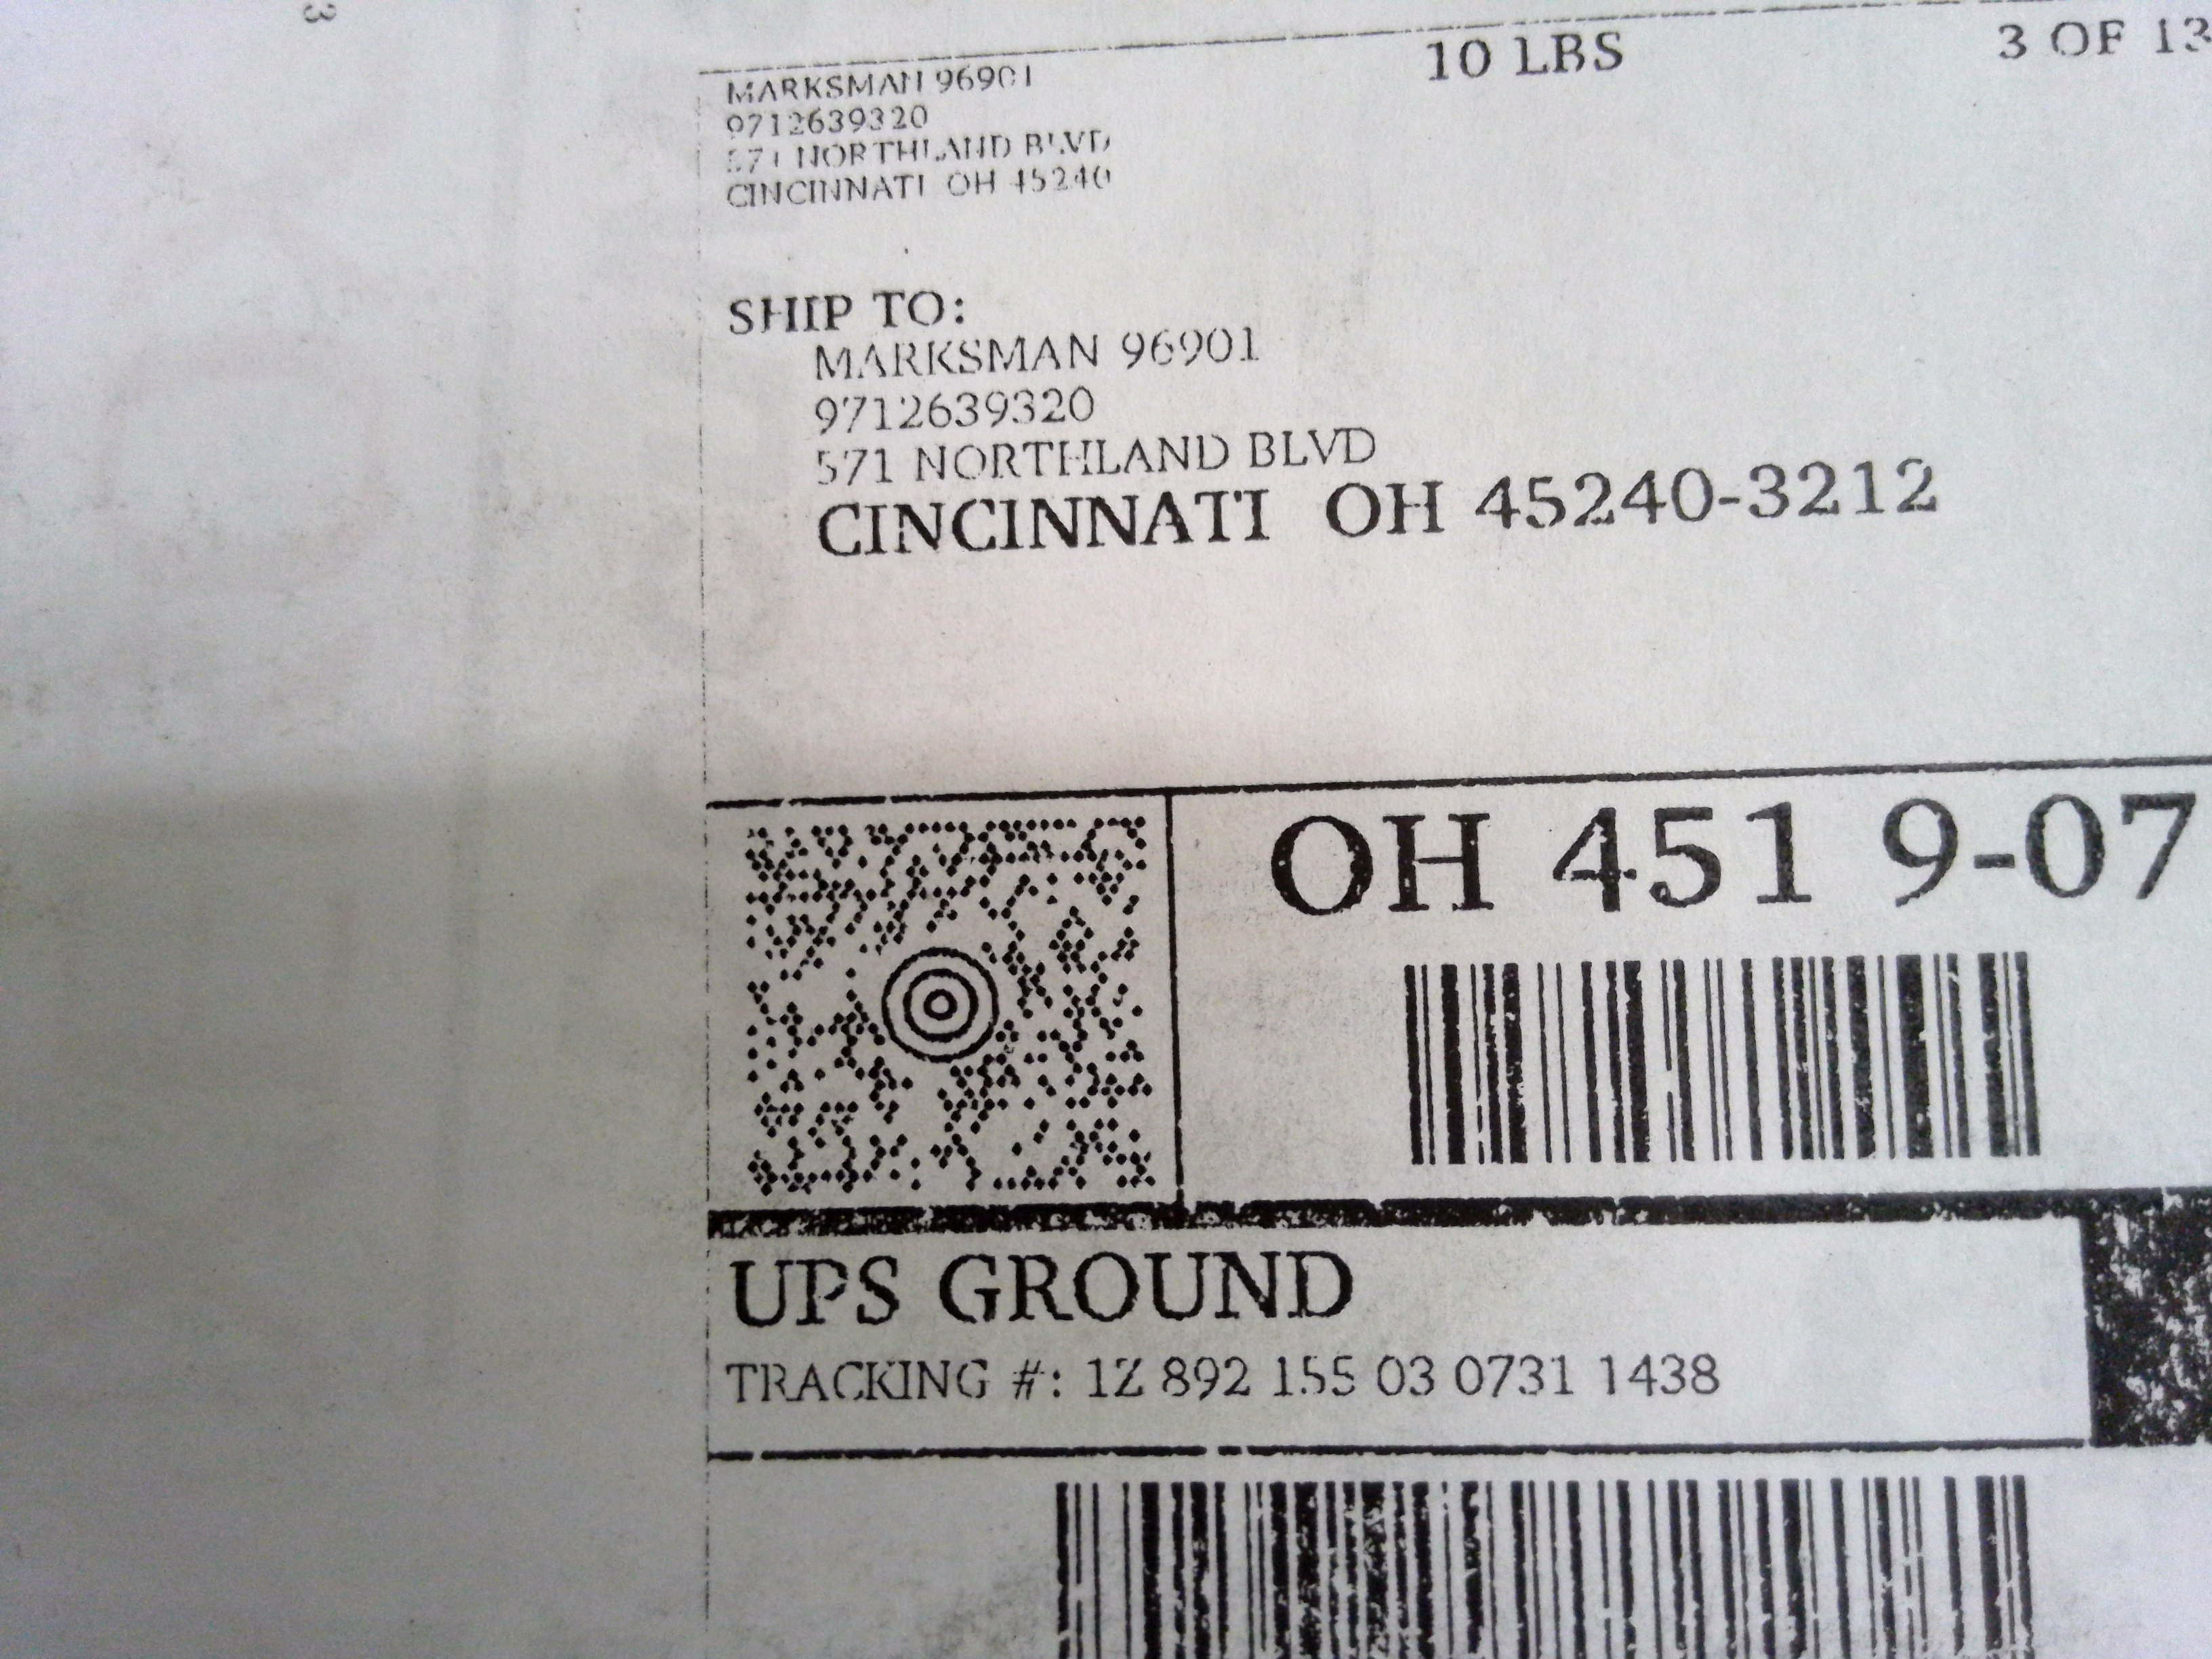 10 LBS
3 OF 13
MARKSMAN 96901
9712639320
571 NORTHLAND BLVD
CINCINNATI OH 45240
SHIP TO:
MARKSMAN 96901
9712639320
571 NORTHLAND BLVD
CINCINNATI OH 45240-3212
OH 451 9-07
UPS GROUND
TRACKING #: 1Z 892 155 03 0731 1438